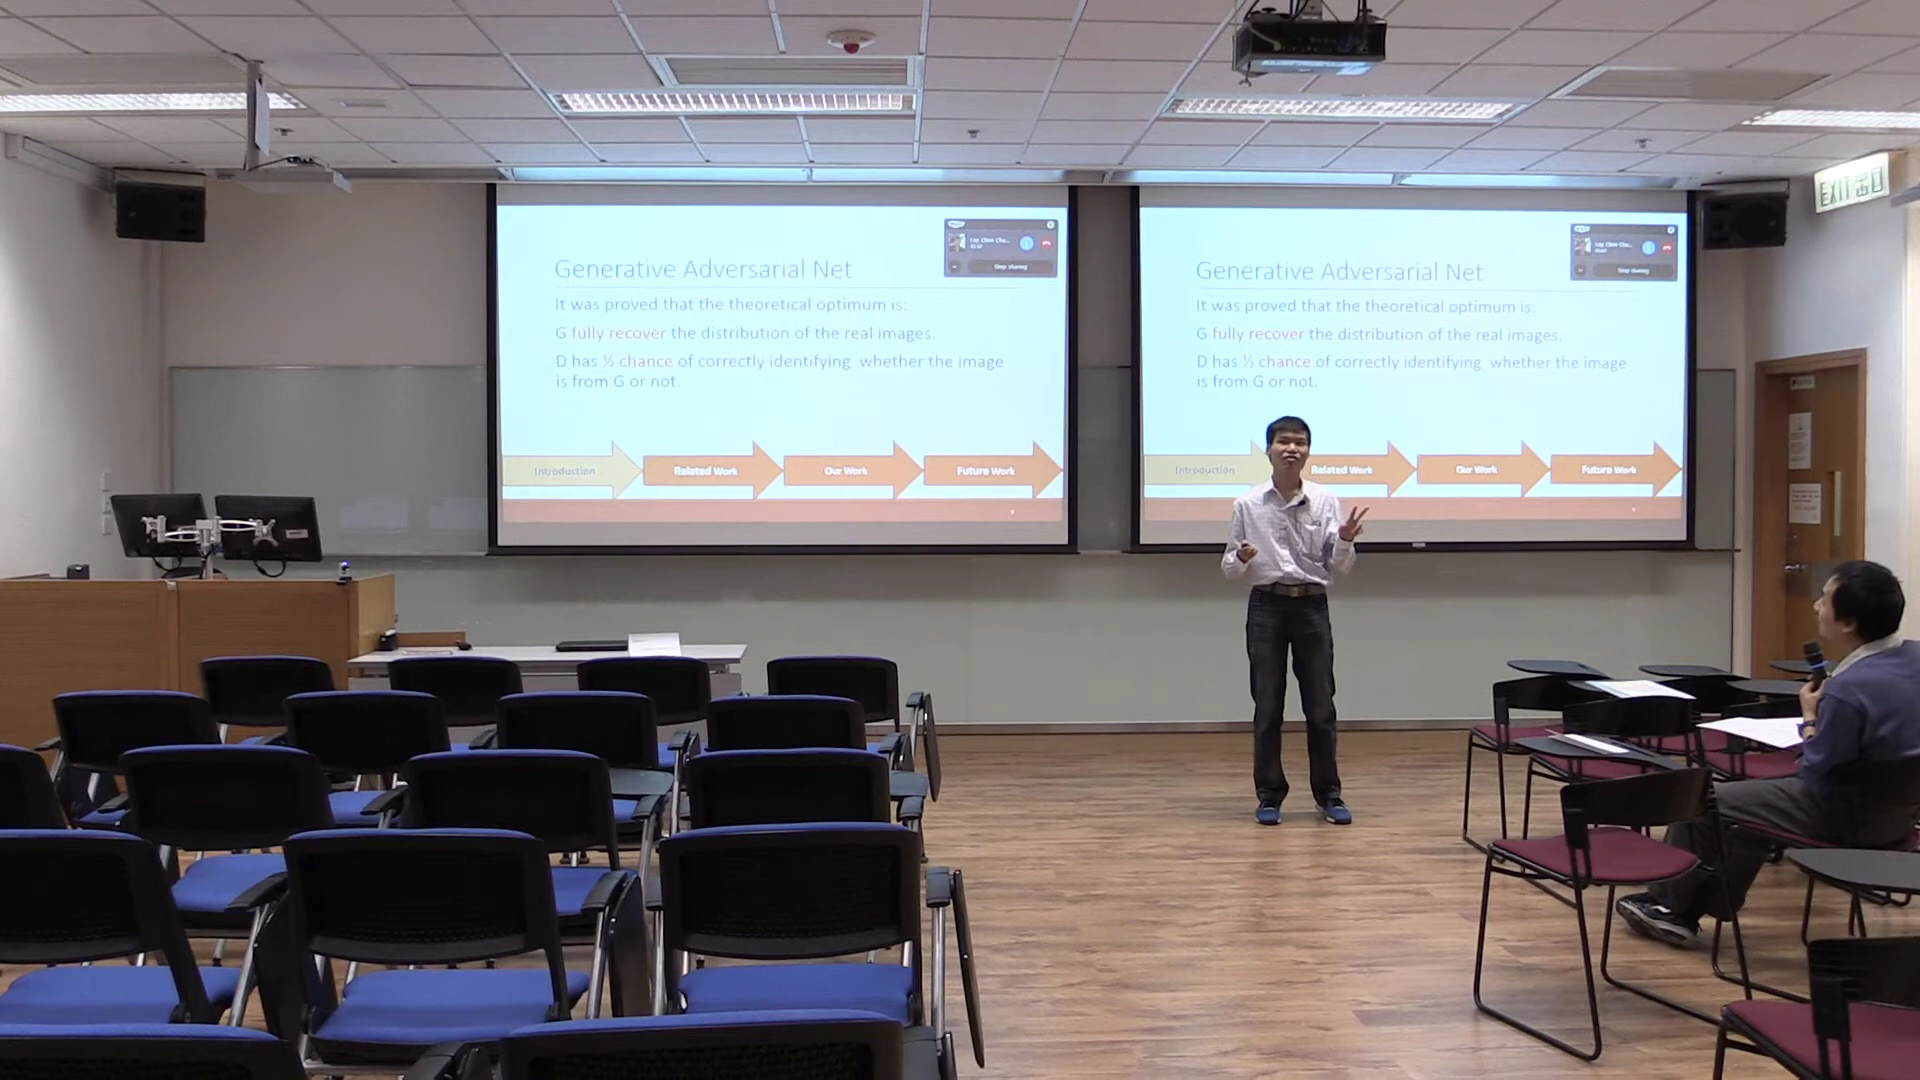 Generative Adversarial Net
It was proved that the theoretical optimum is:
G fully recover the distribution of the real images.
D has ½ chance of correctly identifying whether the image
is from G or not.
Introduction
Related Work
Our Work
Future Work
Stop sharing
Generative Adversarial Net
It was proved that the theoretical optimum is:
G fully recover the distribution of the real images.
D has ½ chance of correctly identifying whether the image
is from G or not.
Introduction
Related Work
Our Work
Future Work
Stop sharing
EXIT 出口